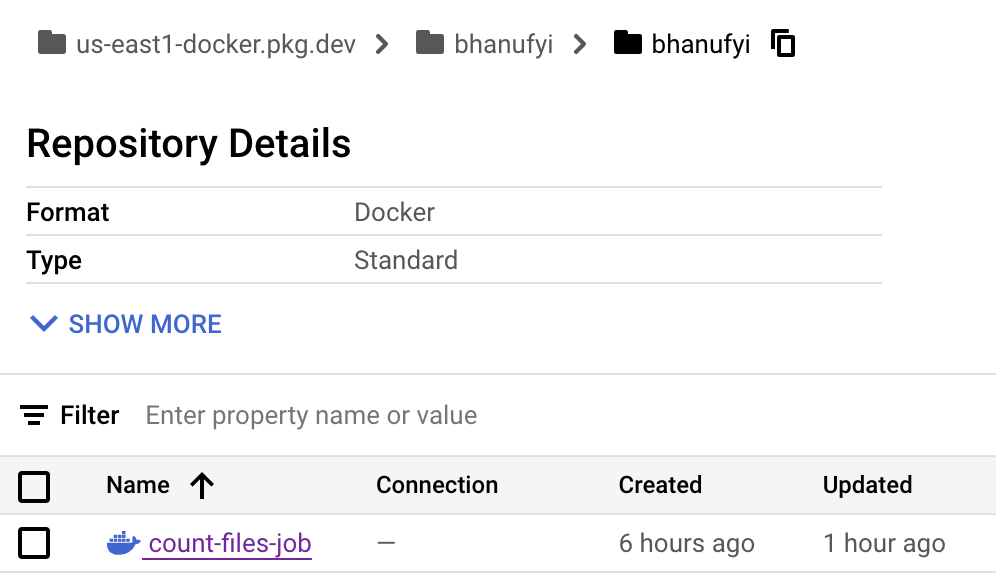 us-east1-docker.pkg.dev > bhanufyi > bhanufyi
Repository Details
Format Docker
Type Standard
SHOW MORE
Filter Enter property name or value
Name ↑ Connection Created Updated
count-files-job — 6 hours ago 1 hour ago